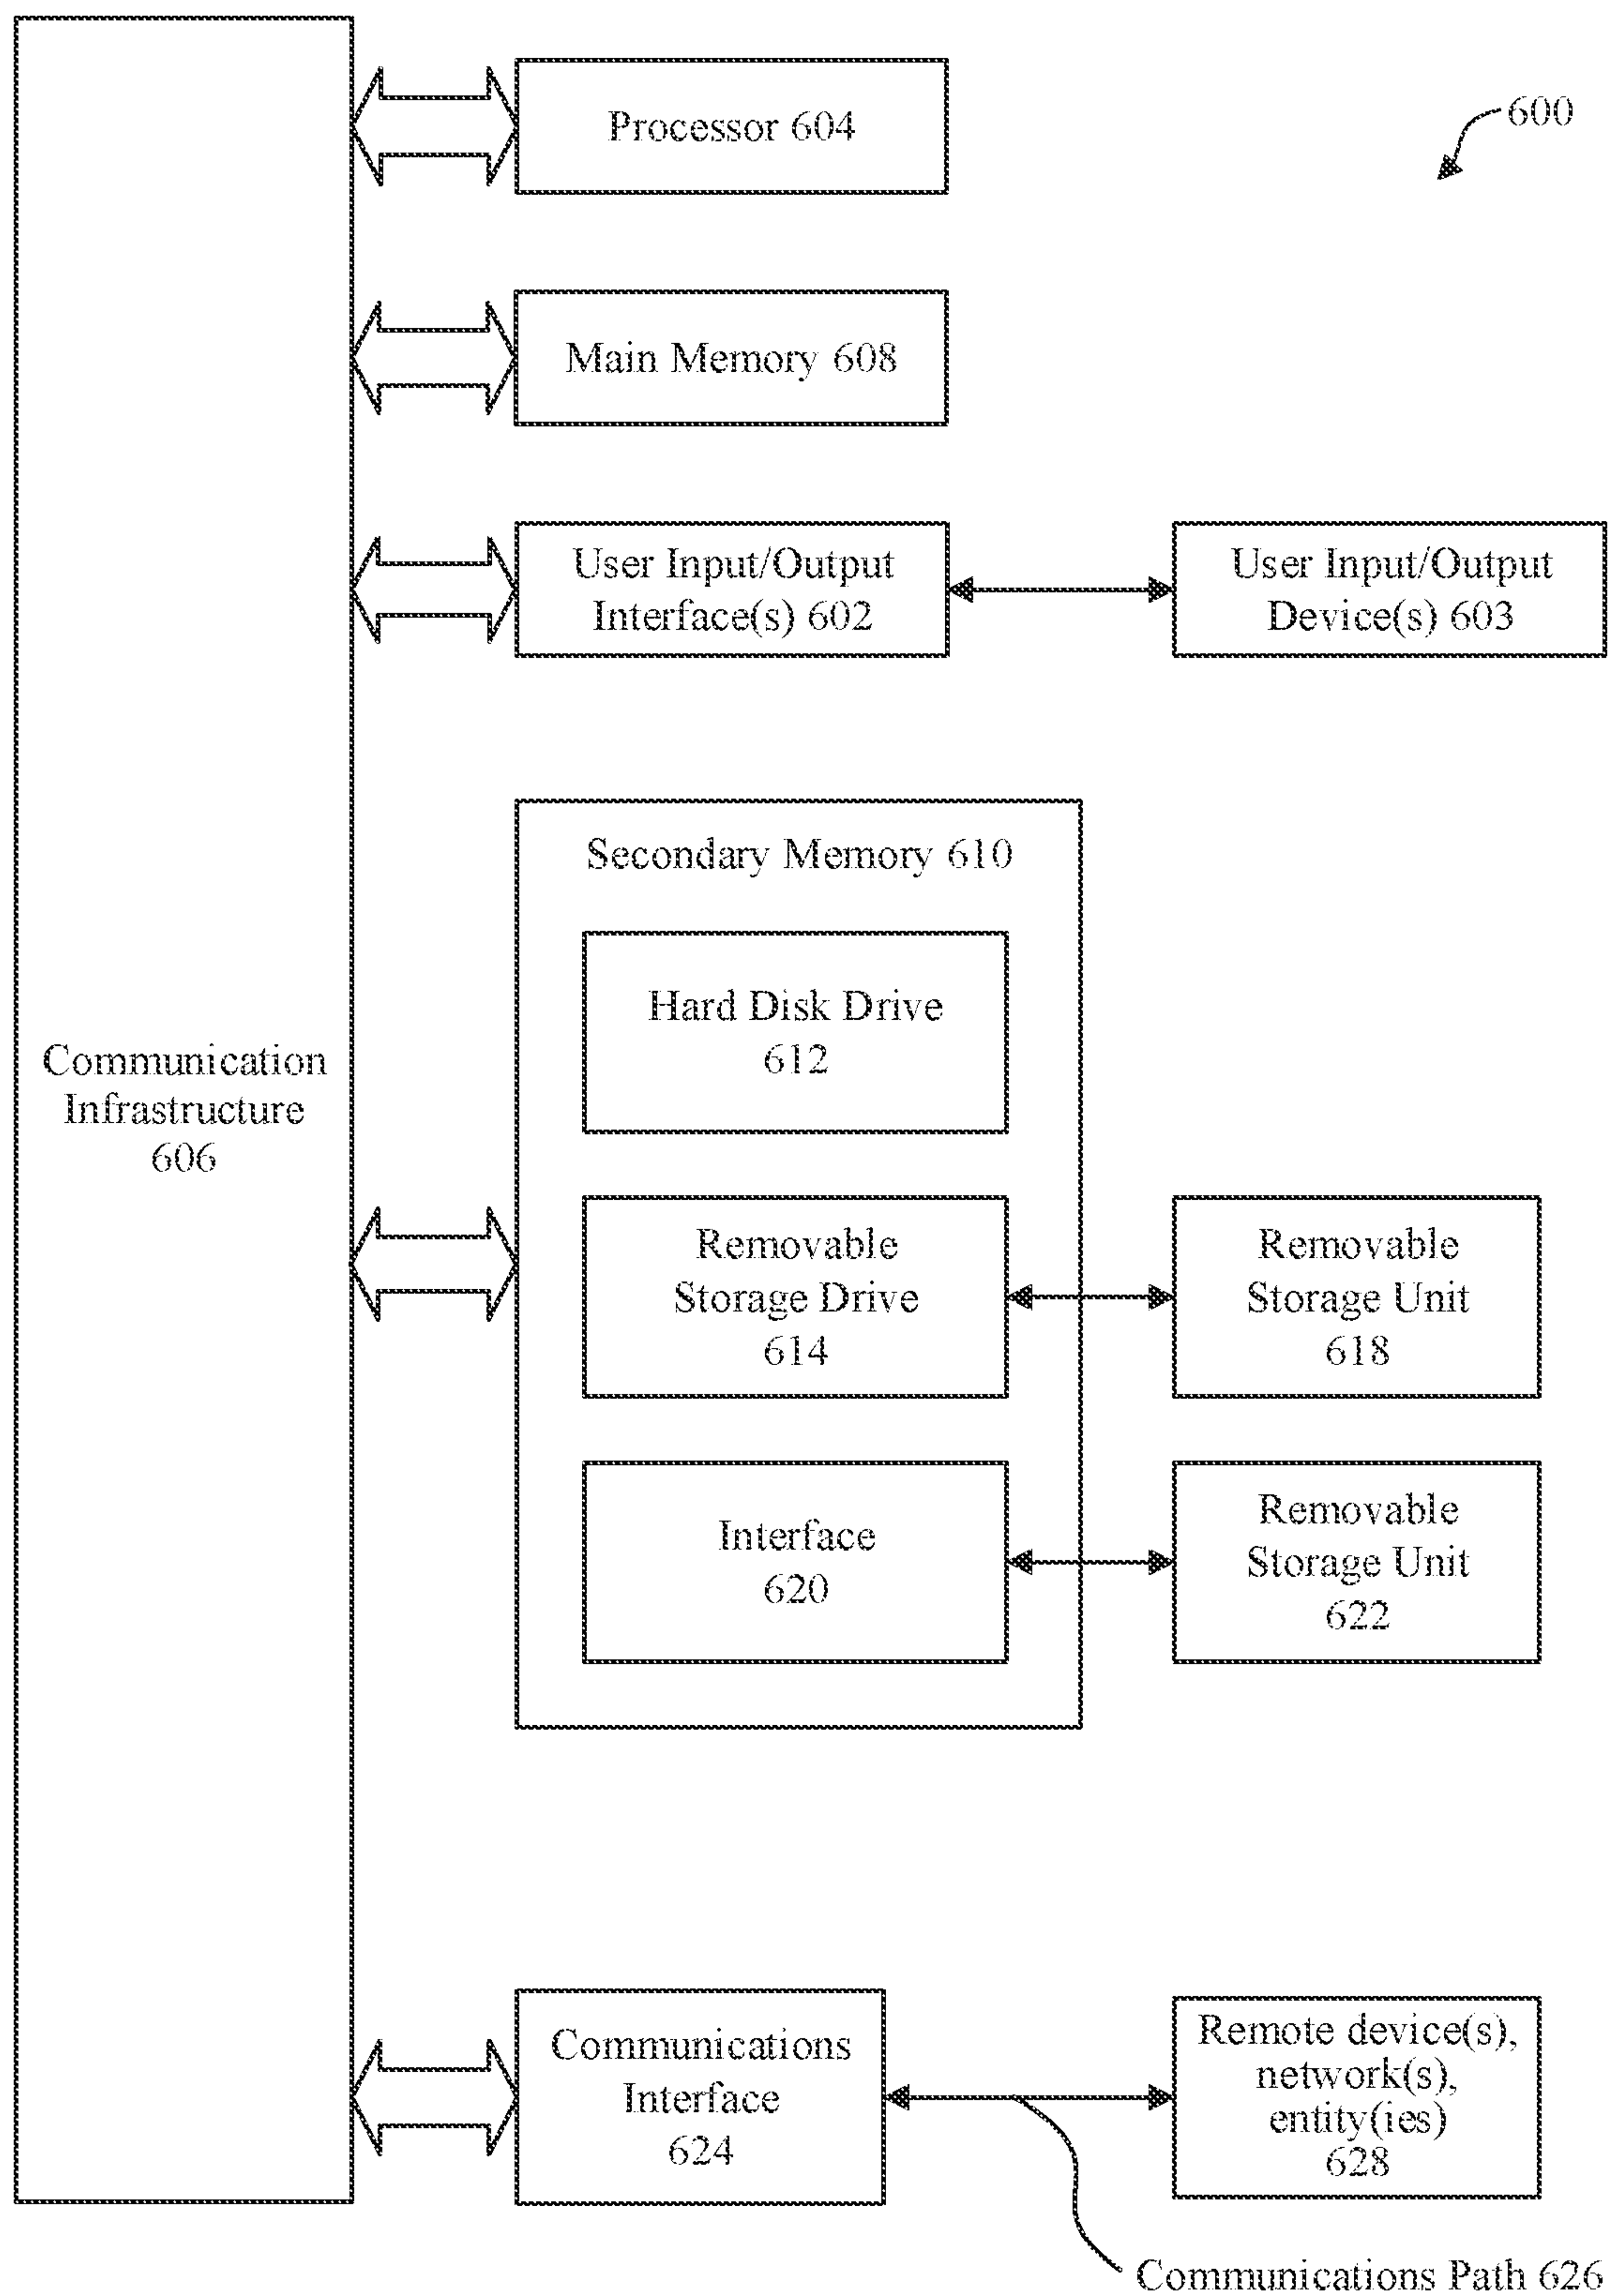 600
Processor 604
Main Memory 608
User Input/Output
Interface(s) 602
User Input/Output
Device(s) 603
Secondary Memory 610
Hard Disk Drive
612
Communication
Infrastructure
606
Removable
Storage Drive
614
Removable
Storage Unit
618
Interface
620
Removable
Storage Unit
622
Communications
Interface
624
Remote device(s),
network(s),
entity(ies)
628
Communications Path 626